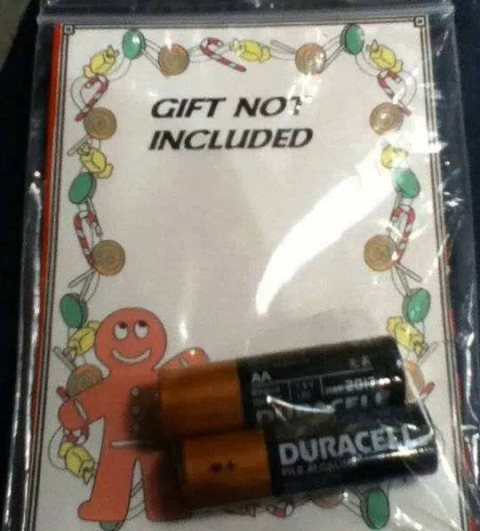 GIFT NOT
INCLUDED
AA
DURACELL
DURACELL